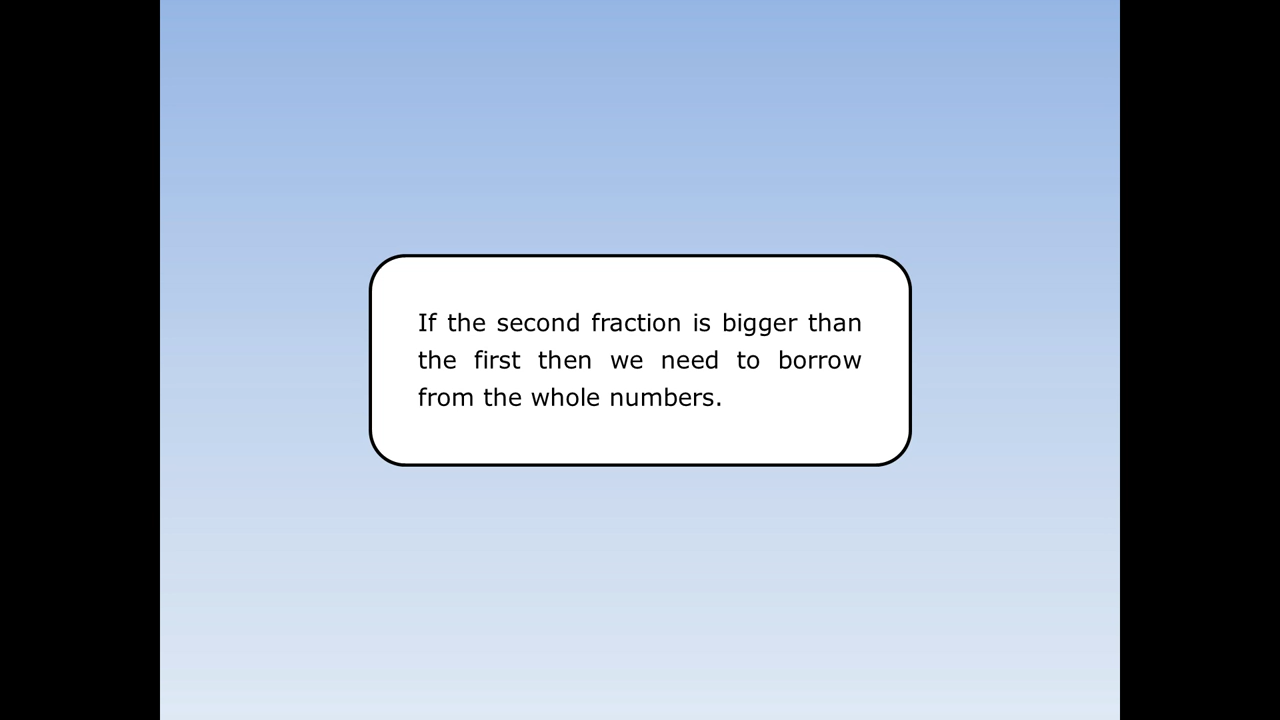 If the second fraction is bigger than
the first then we need to borrow
from the whole numbers.